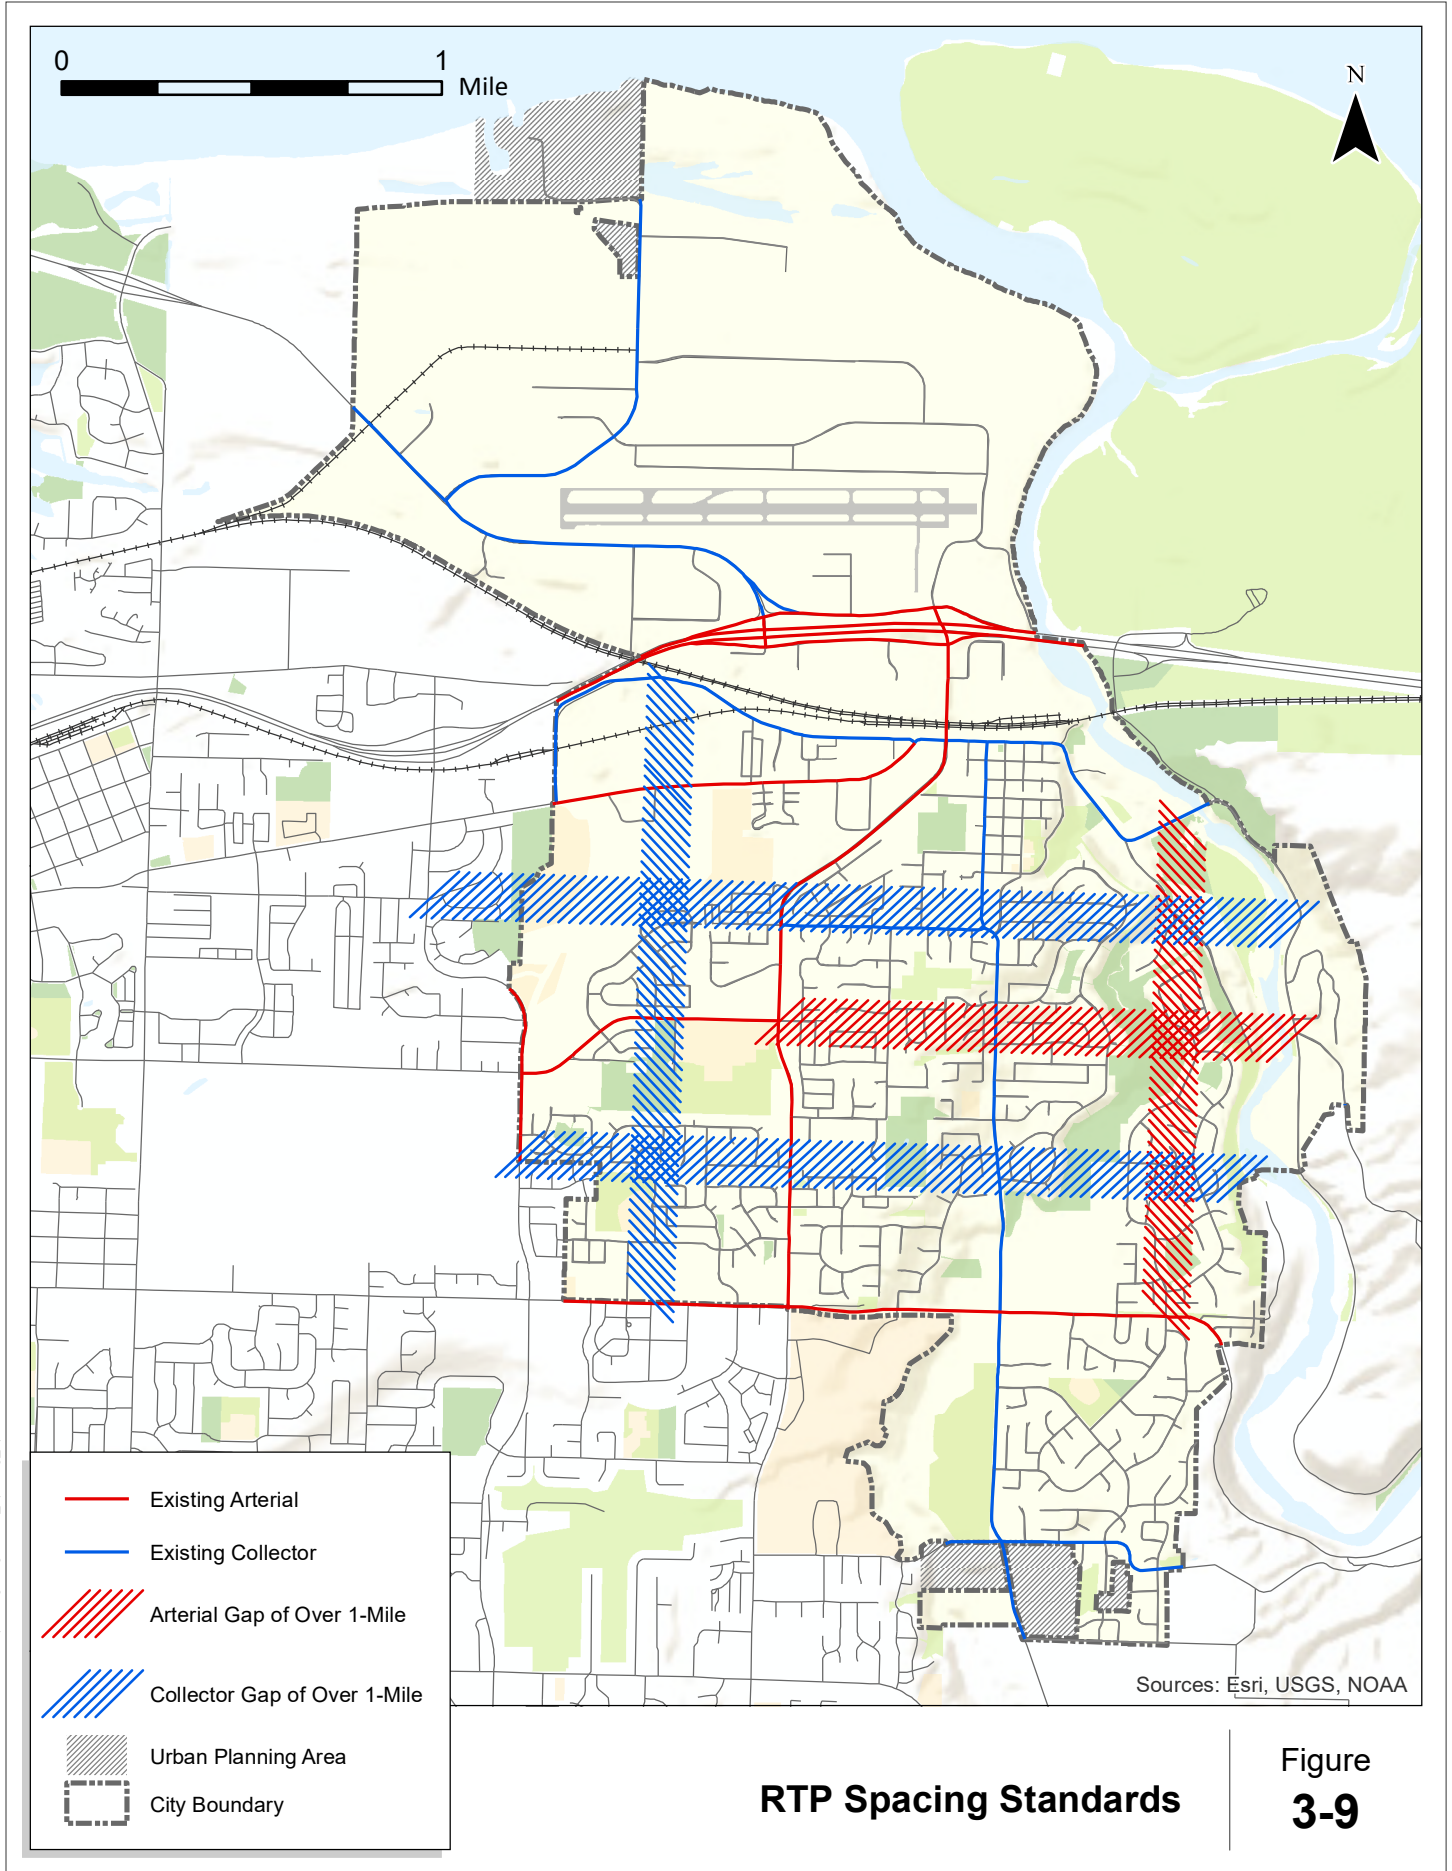 0 1
Mile
N
Existing Arterial
Existing Collector
Arterial Gap of Over 1-Mile
Collector Gap of Over 1-Mile
Urban Planning Area
City Boundary
Sources: Esri, USGS, NOAA
RTP Spacing Standards
Figure
3-9